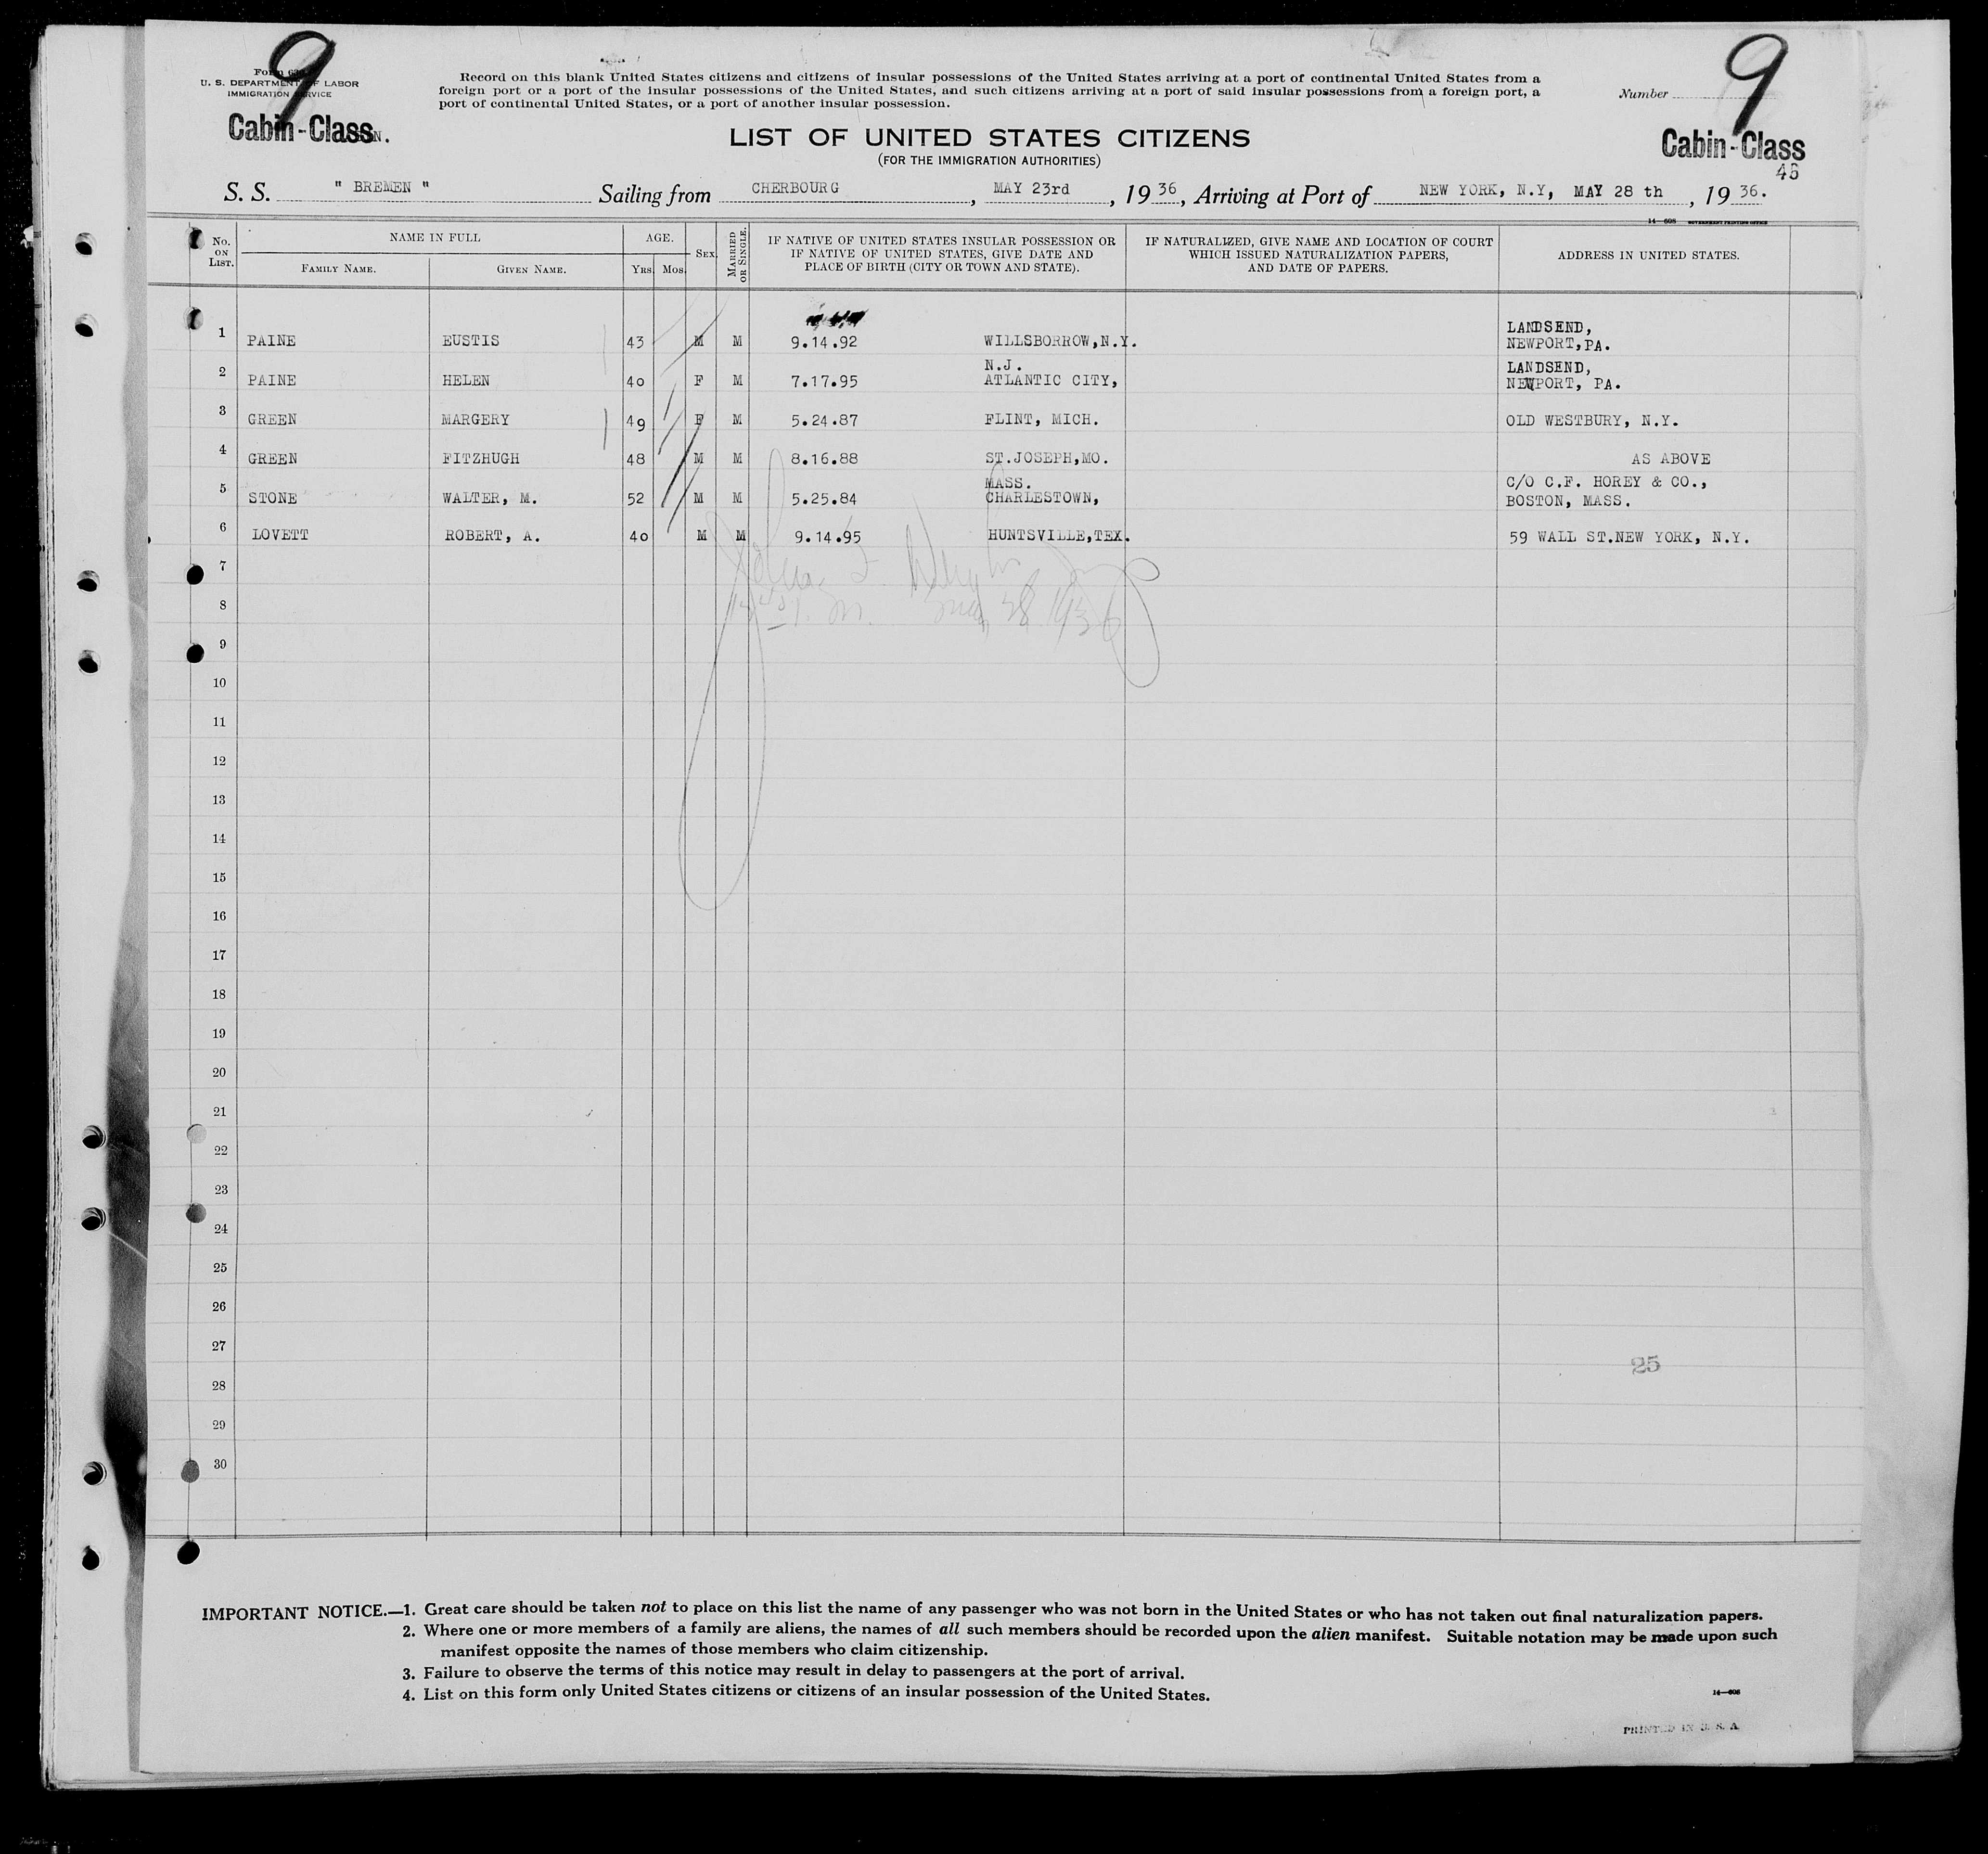 9
9
U. S. DEPARTMENT OF LABOR
IMMIGRATION SERVICE
Cabin-Class
Record on this blank United States citizens and citizens of insular possessions of the United States arriving at a port of continental United States from a
foreign port or a port of the insular possessions of the United States, and such citizens arriving at a port of said insular possessions from a foreign port, a
port of continental United States, or a port of another insular possession.
Number
Cabin-Class
LIST OF UNITED STATES CITIZENS
(FOR THE IMMIGRATION AUTHORITIES)
S. S. " BREMEN " Sailing from CHERBOURG, MAY 23rd, 1936, Arriving at Port of NEW YORK, N.Y, MAY 28 th, 1936.
14—608 GOVERNMENT PRINTING OFFICE
No. ON LIST. NAME IN FULL AGE. SEX MARRIED OR SINGLE. IF NATIVE OF UNITED STATES INSULAR POSSESSION OR IF NATIVE OF UNITED STATES, GIVE DATE AND PLACE OF BIRTH (CITY OR TOWN AND STATE). IF NATURALIZED, GIVE NAME AND LOCATION OF COURT WHICH ISSUED NATURALIZATION PAPERS, AND DATE OF PAPERS. ADDRESS IN UNITED STATES.
FAMILY NAME. GIVEN NAME. YRS. MOS.
LANDSEND,
1 PAINE EUSTIS 43 M M 9.14.92 WILLSBORROW,N.Y. NEWPORT,PA.
N.J. LANDSEND,
2 PAINE HELEN 40 F M 7.17.95 ATLANTIC CITY, NEWPORT, PA.
3 GREEN MARGERY 49 F M 5.24.87 FLINT, MICH. OLD WESTBURY, N.Y.
4 GREEN FITZHUGH 48 M M 8.16.88 ST.JOSEPH,MO. AS ABOVE
MASS. C/O C.F. HOREY & CO.,
5 STONE WALTER, M. 52 M M 5.25.84 CHARLESTOWN, BOSTON, MASS.
6 LOVETT ROBERT, A. 40 M M 9.14.95 HUNTSVILLE,TEX. 59 WALL ST.NEW YORK, N.Y.
7
8
9
10
11
12
13
14
15
16
17
18
19
20
21
22
23
24
25
26
27
25
28
29
30
IMPORTANT NOTICE.—1. Great care should be taken not to place on this list the name of any passenger who was not born in the United States or who has not taken out final naturalization papers.
2. Where one or more members of a family are aliens, the names of all such members should be recorded upon the alien manifest. Suitable notation may be made upon such
manifest opposite the names of those members who claim citizenship.
3. Failure to observe the terms of this notice may result in delay to passengers at the port of arrival.
4. List on this form only United States citizens or citizens of an insular possession of the United States.
14—608
PRINTED IN U. S. A.